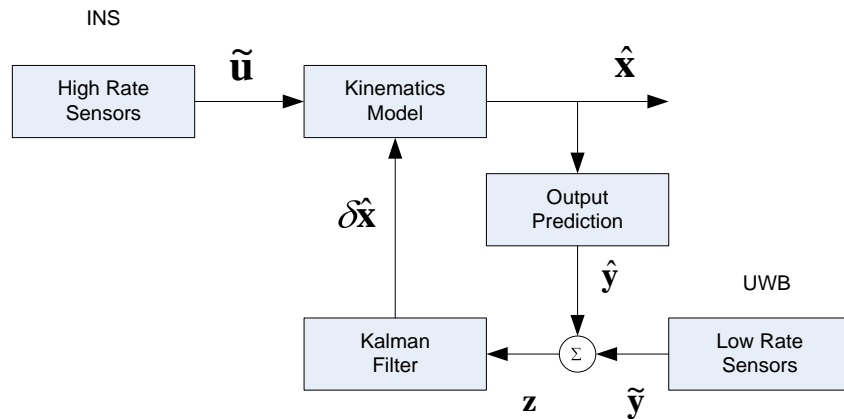 INS
High Rate
Sensors
ũ
Kinematics
Model
x̂
Output
Prediction
δx̂
ŷ
UWB
Kalman
Filter
Σ
Low Rate
Sensors
z
ỹ